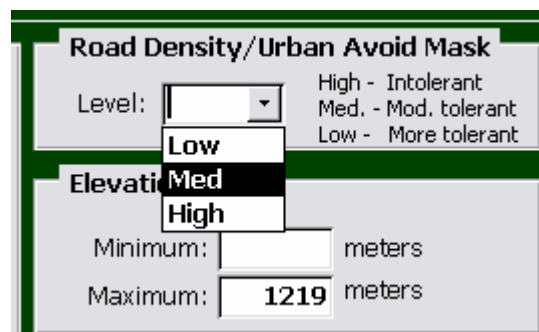 Road Density/Urban Avoid Mask
Level:
High - Intolerant
Med. - Mod. tolerant
Low - More tolerant
Low
Med
High
Minimum: meters
Maximum: 1219 meters